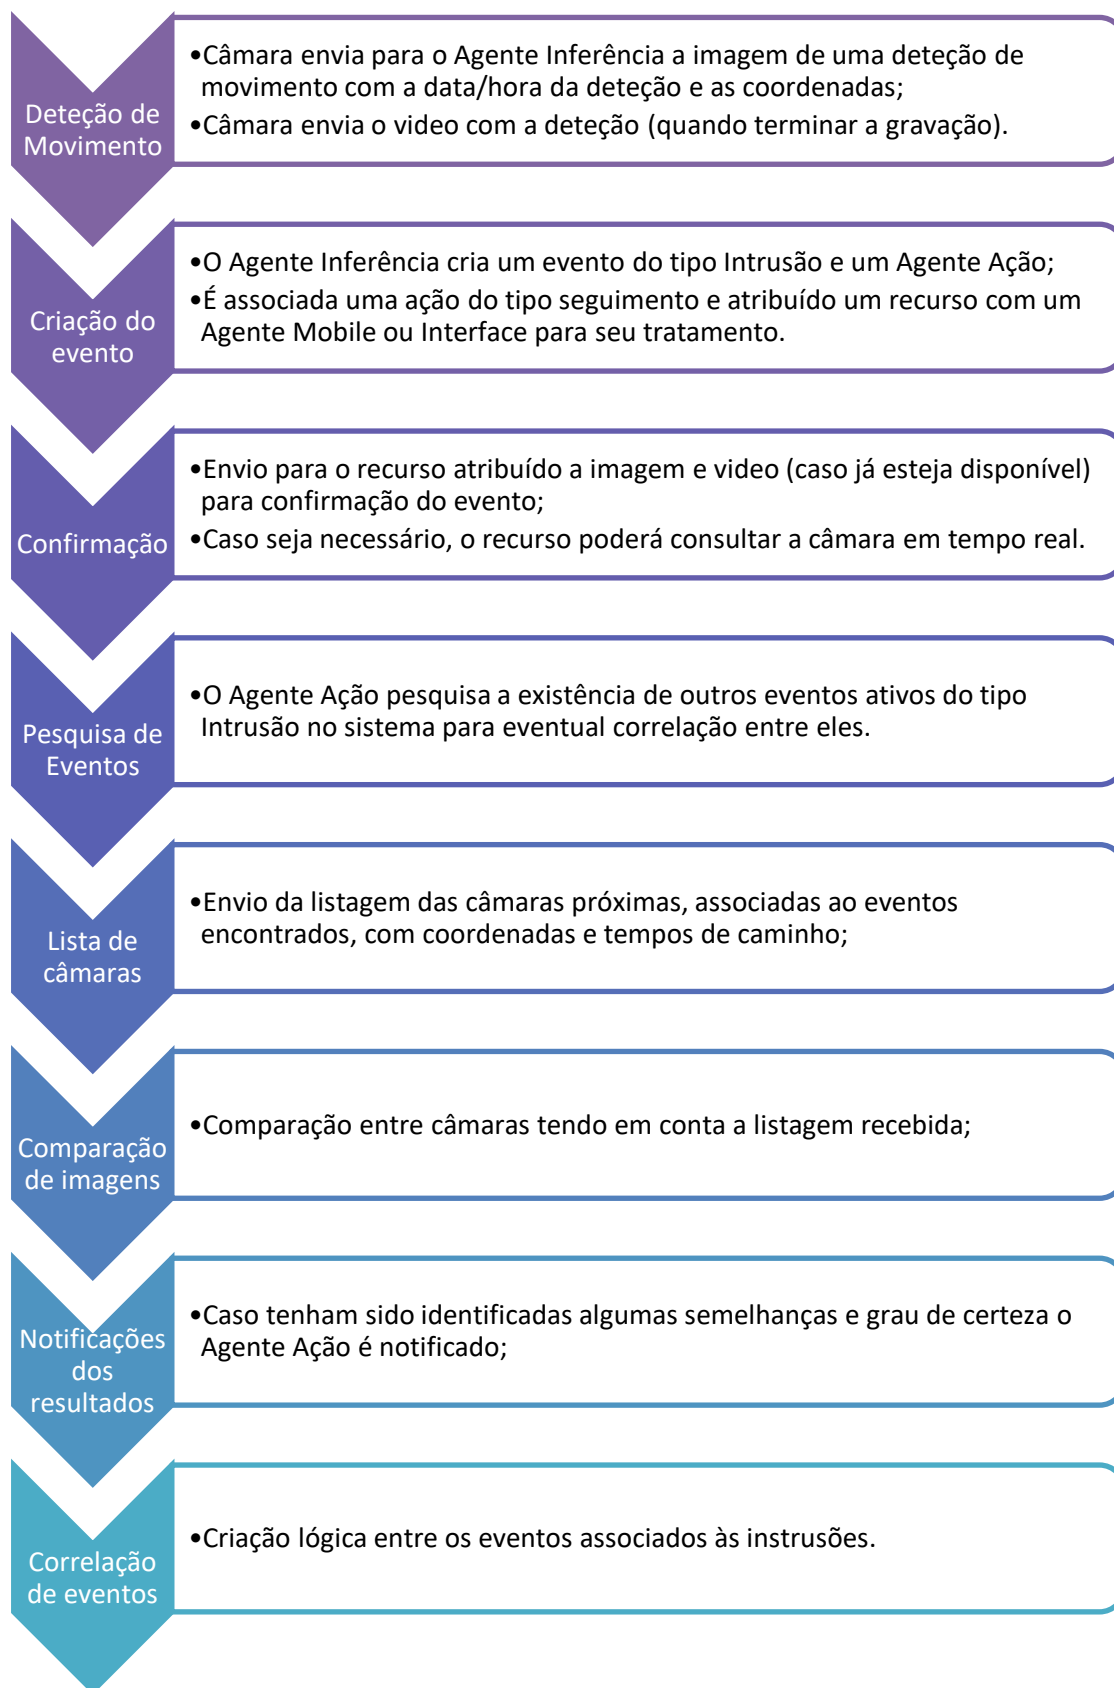 Deteção de
Movimento
•Câmara envia para o Agente Inferência a imagem de uma deteção de
movimento com a data/hora da deteção e as coordenadas;
•Câmara envia o video com a deteção (quando terminar a gravação).
Criação do
evento
•O Agente Inferência cria um evento do tipo Intrusão e um Agente Ação;
•É associada uma ação do tipo seguimento e atribuído um recurso com um
Agente Mobile ou Interface para seu tratamento.
Confirmação
•Envio para o recurso atribuído a imagem e video (caso já esteja disponível)
para confirmação do evento;
•Caso seja necessário, o recurso poderá consultar a câmara em tempo real.
Pesquisa de
Eventos
•O Agente Ação pesquisa a existência de outros eventos ativos do tipo
Intrusão no sistema para eventual correlação entre eles.
Lista de
câmaras
•Envio da listagem das câmaras próximas, associadas ao eventos
encontrados, com coordenadas e tempos de caminho;
Comparação
de imagens
•Comparação entre câmaras tendo em conta a listagem recebida;
Notificações
dos
resultados
•Caso tenham sido identificadas algumas semelhanças e grau de certeza o
Agente Ação é notificado;
Correlação
de eventos
•Criação lógica entre os eventos associados às instrusões.